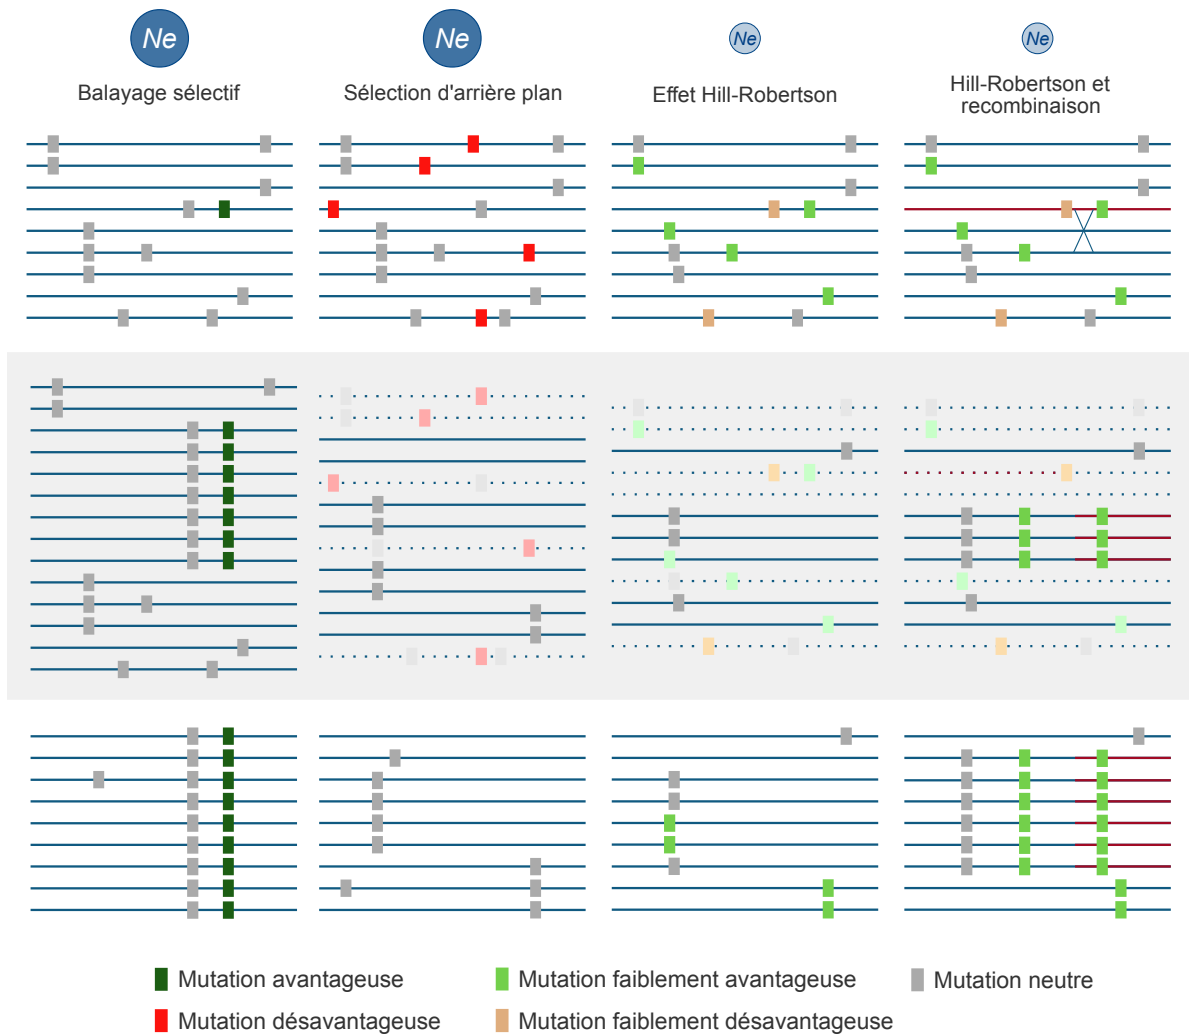 Ne
Ne
Ne
Ne
Balayage sélectif
Sélection d'arrière plan
Effet Hill-Robertson
Hill-Robertson et
recombinaison
Mutation avantageuse
Mutation faiblement avantageuse
Mutation neutre
Mutation désavantageuse
Mutation faiblement désavantageuse